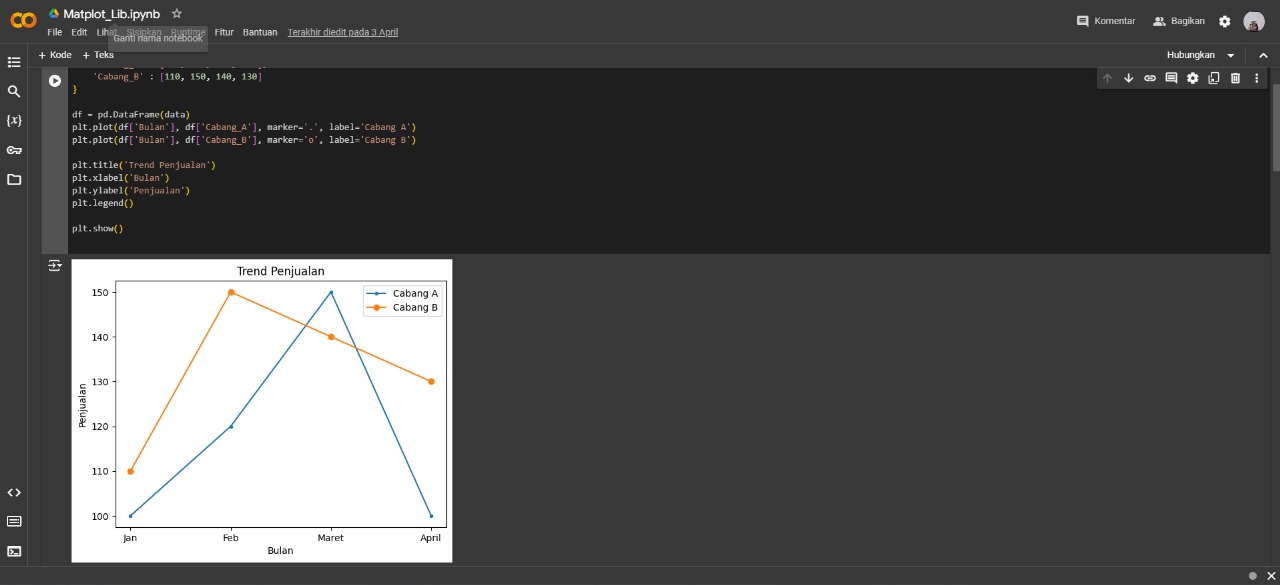 Matplot_Lib.ipynb
File Edit Lihat Sisipkan Runtime Fitur Bantuan Terakhir diedit pada 3 April
Ganti nama notebook
Komentar Bagikan
+ Kode + Teks
Hubungkan
'Cabang_B' : [110, 150, 140, 130]
}
df = pd.DataFrame(data)
plt.plot(df['Bulan'], df['Cabang_A'], marker='.', label='Cabang A')
plt.plot(df['Bulan'], df['Cabang_B'], marker='o', label='Cabang B')
plt.title('Trend Penjualan')
plt.xlabel('Bulan')
plt.ylabel('Penjualan')
plt.legend()
plt.show()
Trend Penjualan
Cabang A
Cabang B
150
140
130
120
110
100
Penjualan
Jan Feb Maret April
Bulan